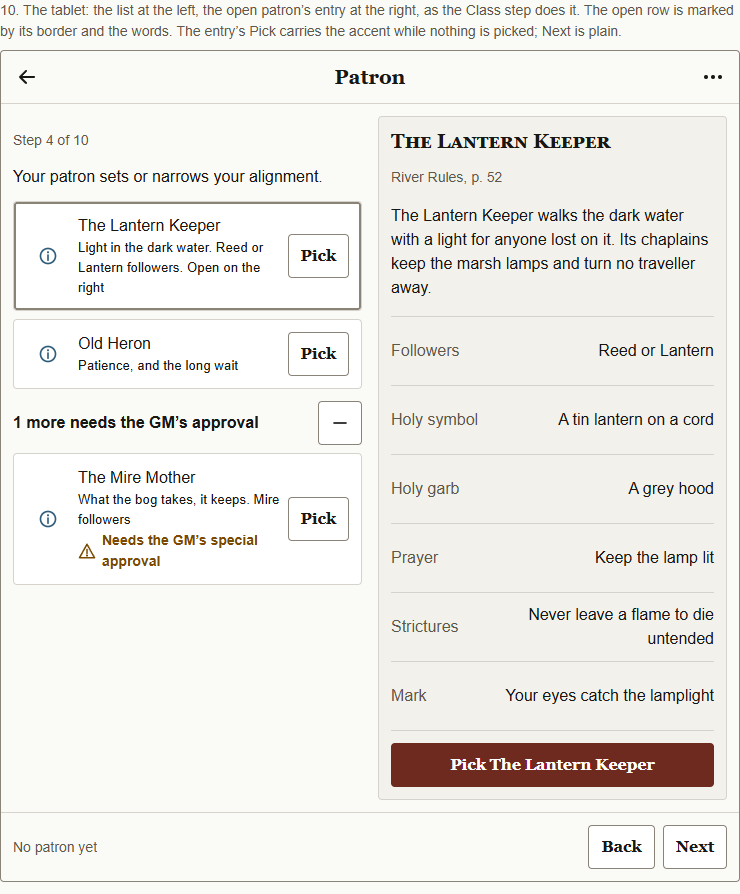 10. The tablet: the list at the left, the open patron's entry at the right, as the Class step does it. The open row is marked
by its border and the words. The entry's Pick carries the accent while nothing is picked; Next is plain.
Patron
Step 4 of 10
Your patron sets or narrows your alignment.
The Lantern Keeper
Light in the dark water. Reed or
Lantern followers. Open on the
right
Pick
Old Heron
Patience, and the long wait
Pick
1 more needs the GM's approval
The Mire Mother
What the bog takes, it keeps. Mire
followers
Needs the GM's special
approval
Pick
The Lantern Keeper
River Rules, p. 52
The Lantern Keeper walks the dark water
with a light for anyone lost on it. Its chaplains
keep the marsh lamps and turn no traveller
away.
Followers Reed or Lantern
Holy symbol A tin lantern on a cord
Holy garb A grey hood
Prayer Keep the lamp lit
Strictures Never leave a flame to die
untended
Mark Your eyes catch the lamplight
Pick The Lantern Keeper
No patron yet
Back
Next